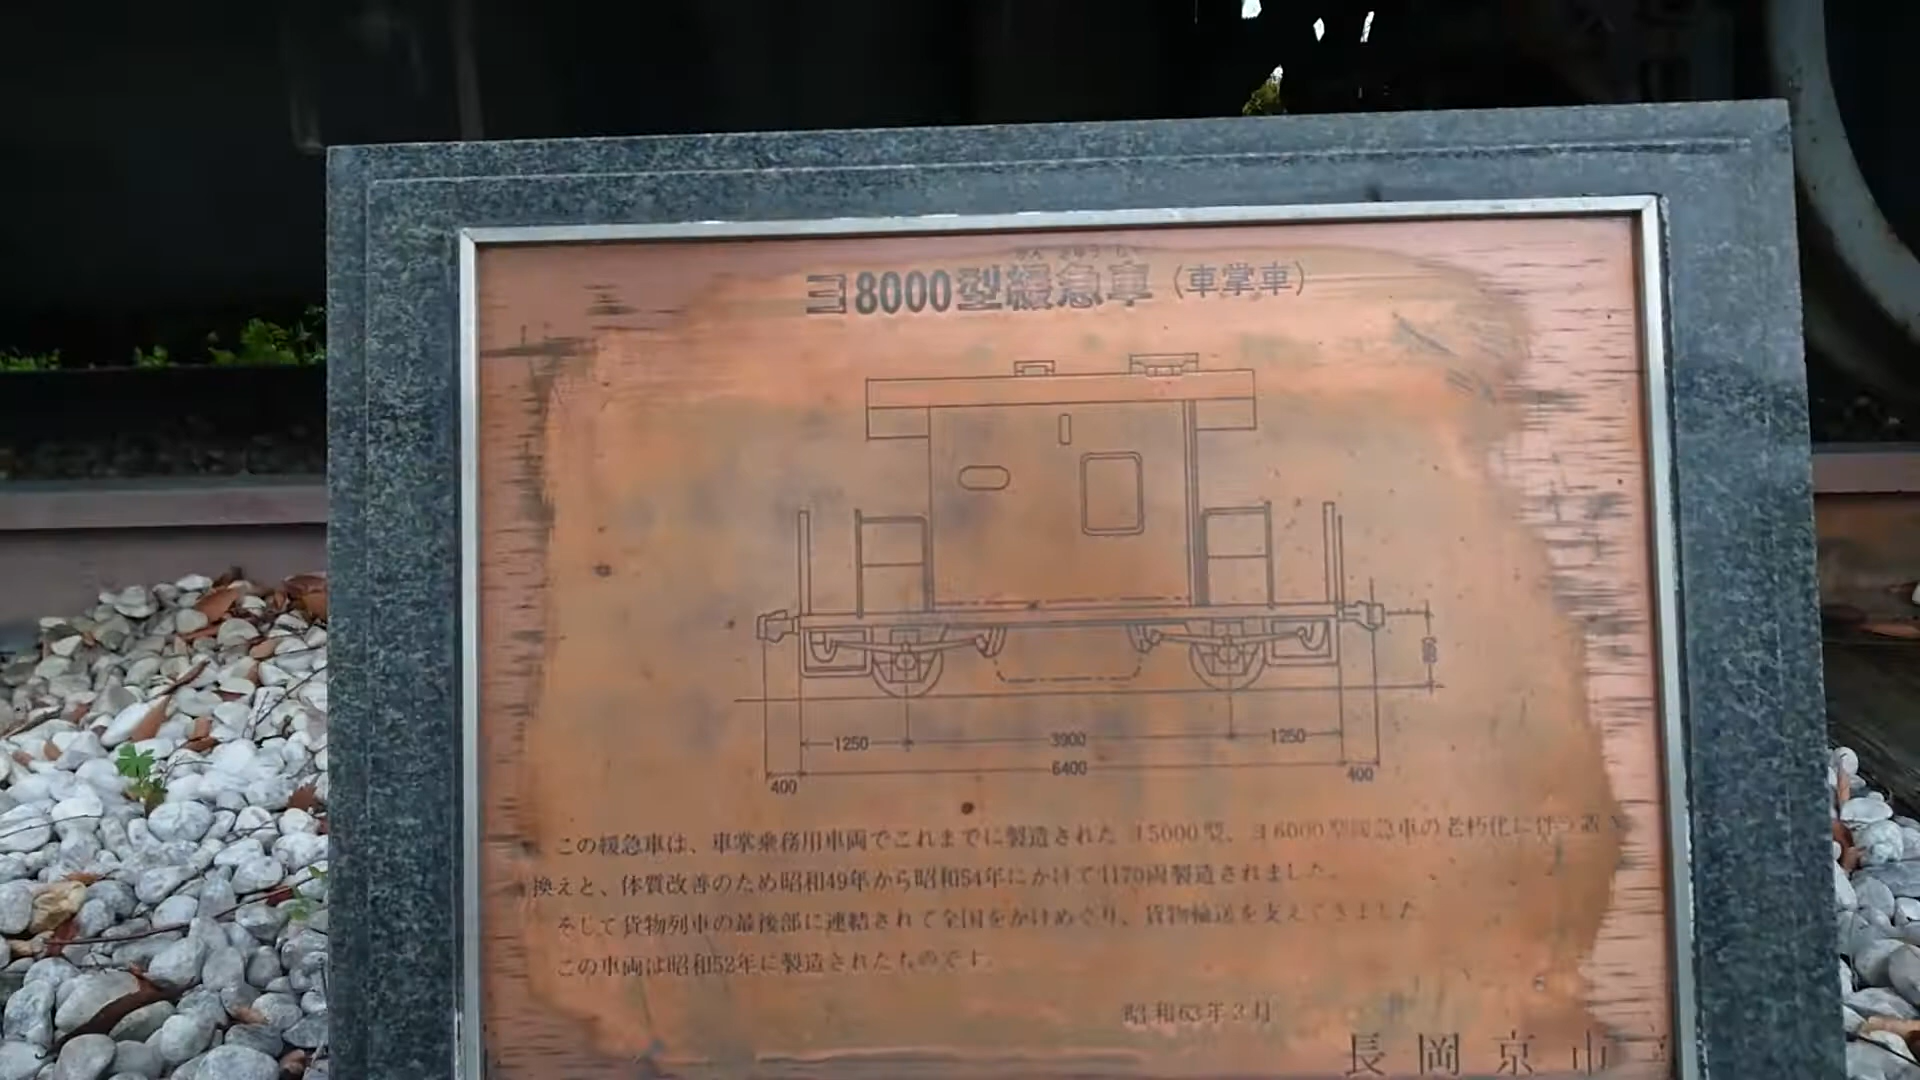 かんきゅうしゃ
ヨ8000型緩急車(車掌車)
1250
3900
1250
6400
400
400
この緩急車は、車掌乗務用車両でこれまでに製造されたヨ5000型、ヨ6000型緩急車の老朽化に伴う置
換えと、体質改善のため昭和49年から昭和54年にかけて1170両製造されました。
そして貨物列車の最後部に連結されて全国をかけめぐり、貨物輸送を支えてきました。
この車両は昭和52年に製造されたものです。
昭和63年3月
長岡京市